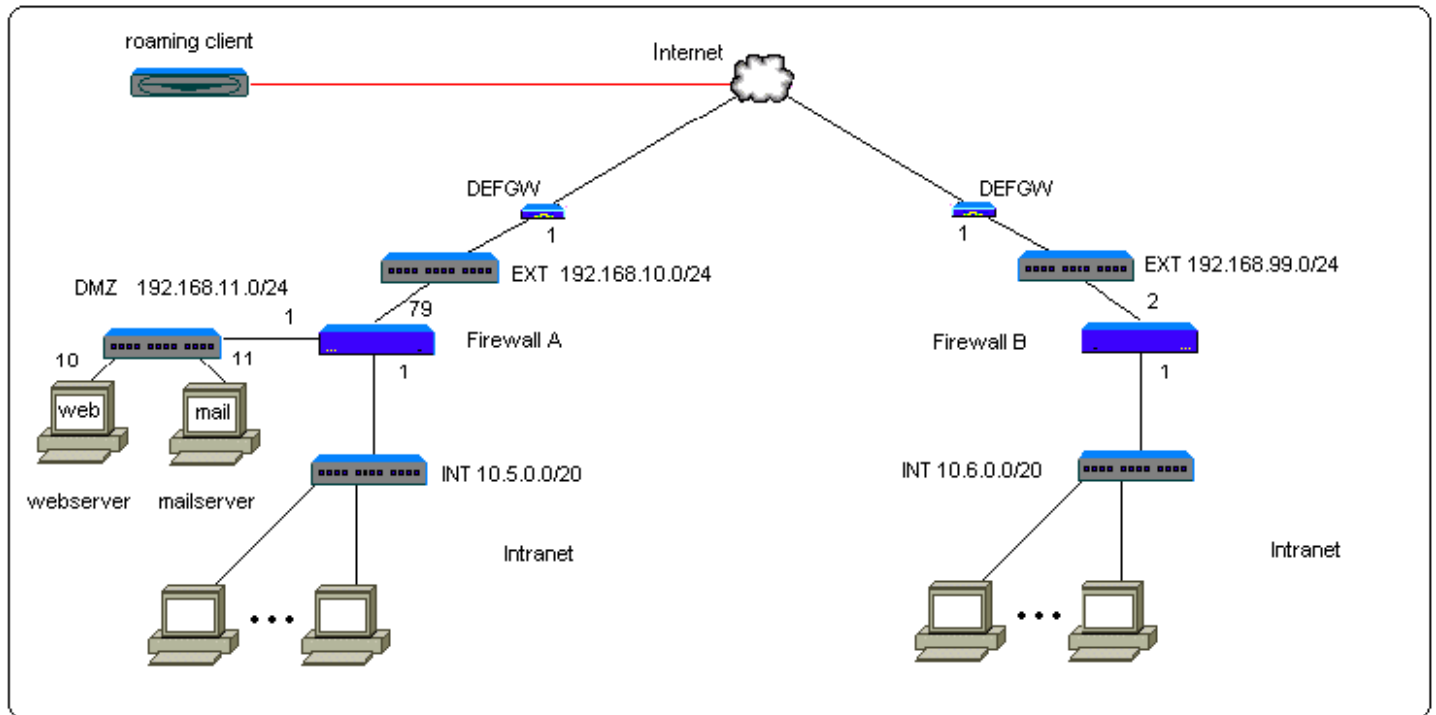 roaming client
Internet
DEFGW
DEFGW
1
1
EXT 192.168.10.0/24
EXT 192.168.99.0/24
DMZ 192.168.11.0/24
1
79
2
Firewall A
Firewall B
10
11
1
1
web
mail
INT 10.5.0.0/20
INT 10.6.0.0/20
webserver
mailserver
Intranet
Intranet